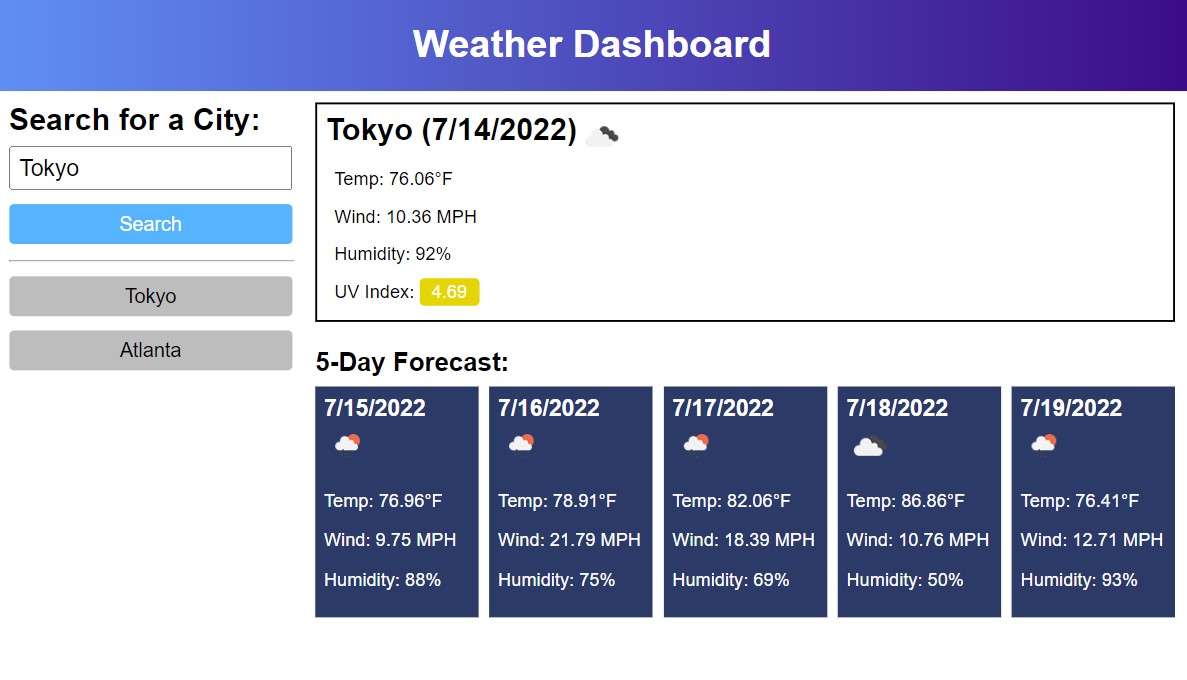 Weather Dashboard
Search for a City:
Tokyo
Search
Tokyo
Atlanta
Tokyo (7/14/2022)
Temp: 76.06°F
Wind: 10.36 MPH
Humidity: 92%
UV Index: 4.69
5-Day Forecast:
7/15/2022
Temp: 76.96°F
Wind: 9.75 MPH
Humidity: 88%
7/16/2022
Temp: 78.91°F
Wind: 21.79 MPH
Humidity: 75%
7/17/2022
Temp: 82.06°F
Wind: 18.39 MPH
Humidity: 69%
7/18/2022
Temp: 86.86°F
Wind: 10.76 MPH
Humidity: 50%
7/19/2022
Temp: 76.41°F
Wind: 12.71 MPH
Humidity: 93%